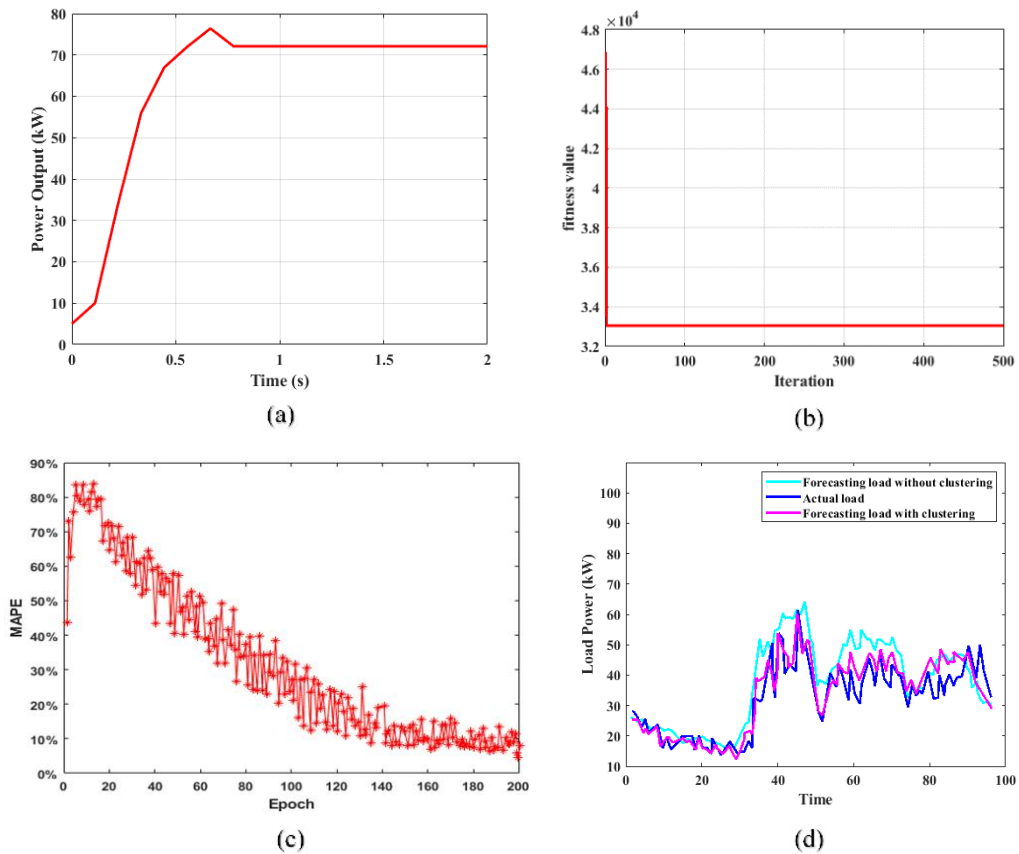 80
70
60
50
40
30
20
10
0
0 0.5 1 1.5 2
Power Output (kW)
Time (s)
(a)
×10⁴
4.8
4.6
4.4
4.2
4
3.8
3.6
3.4
3.2
0 100 200 300 400 500
fitness value
Iteration
(b)
90%
80%
70%
60%
50%
40%
30%
20%
10%
0%
0 20 40 60 80 100 120 140 160 180 200
MAPE
Epoch
(c)
100
90
80
70
60
50
40
30
20
10
0 20 40 60 80 100
Load Power (kW)
Time
Forecasting load without clustering
Actual load
Forecasting load with clustering
(d)